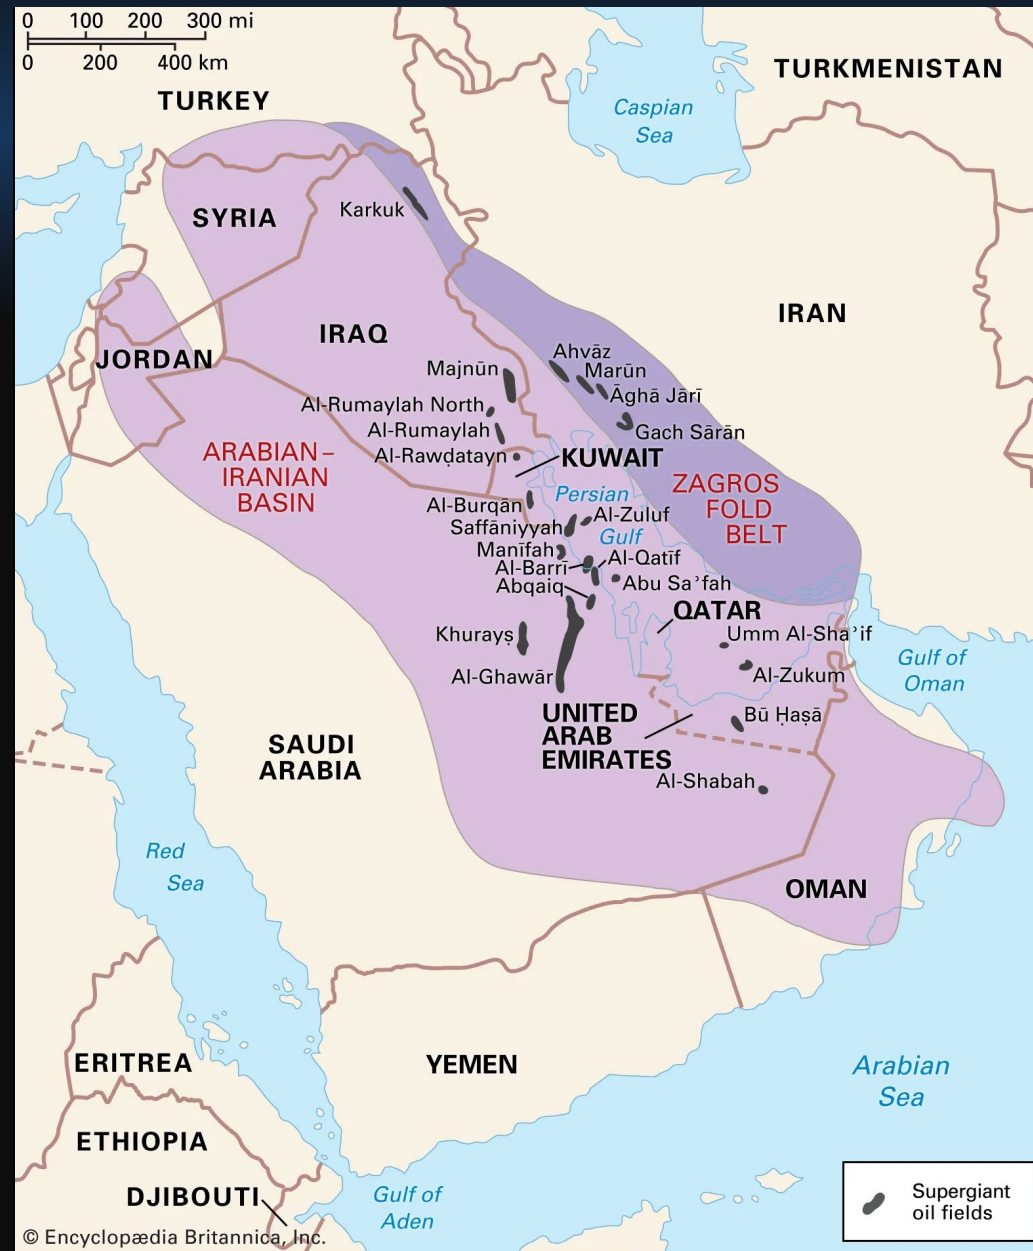 0 100 200 300 mi
0 200 400 km
TURKEY
TURKMENISTAN
Caspian
Sea
SYRIA
Karkuk
IRAN
IRAQ
JORDAN
Ahvāz
Marūn
Āghā Jārī
Gach Sārān
Majnūn
Al-Rumaylah North
Al-Rumaylah
Al-Rawḍatayn
KUWAIT
ARABIAN–
IRANIAN
BASIN
ZAGROS
FOLD
BELT
Persian
Gulf
Al-Burqān
Saffāniyyah
Al-Zuluf
Manīfah
Al-Barrī
Al-Qatīf
Abqaiq
Abu Saʾfah
QATAR
Khurayṣ
Umm Al-Shaʾif
Al-Ghawār
Al-Zukum
Gulf of
Oman
UNITED
ARAB
EMIRATES
Bū Ḥaṣā
SAUDI
ARABIA
Al-Shabah
Red
Sea
OMAN
ERITREA
YEMEN
Arabian
Sea
ETHIOPIA
DJIBOUTI
Gulf of
Aden
Supergiant
oil fields
© Encyclopædia Britannica, Inc.